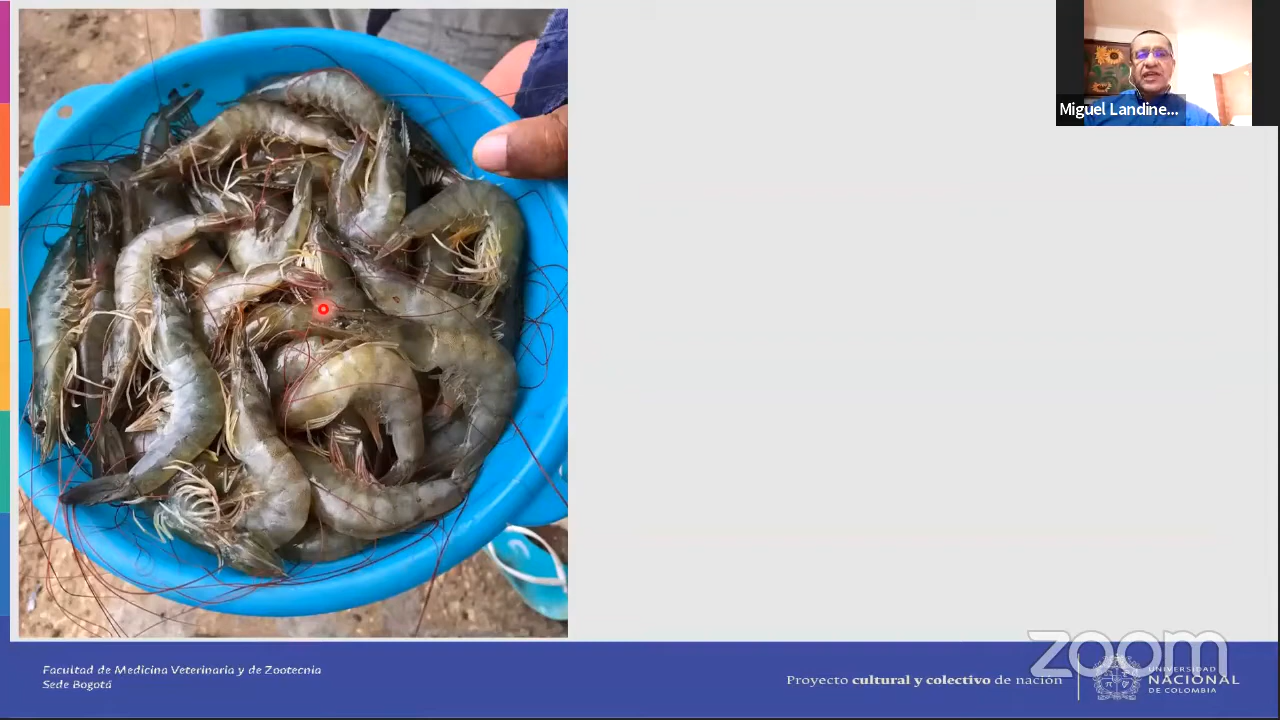 Miguel Landine...
Facultad de Medicina Veterinaria y de Zootecnia
Sede Bogotá
Proyecto cultural y colectivo de nación
zoom
UNIVERSIDAD
NACIONAL
DE COLOMBIA